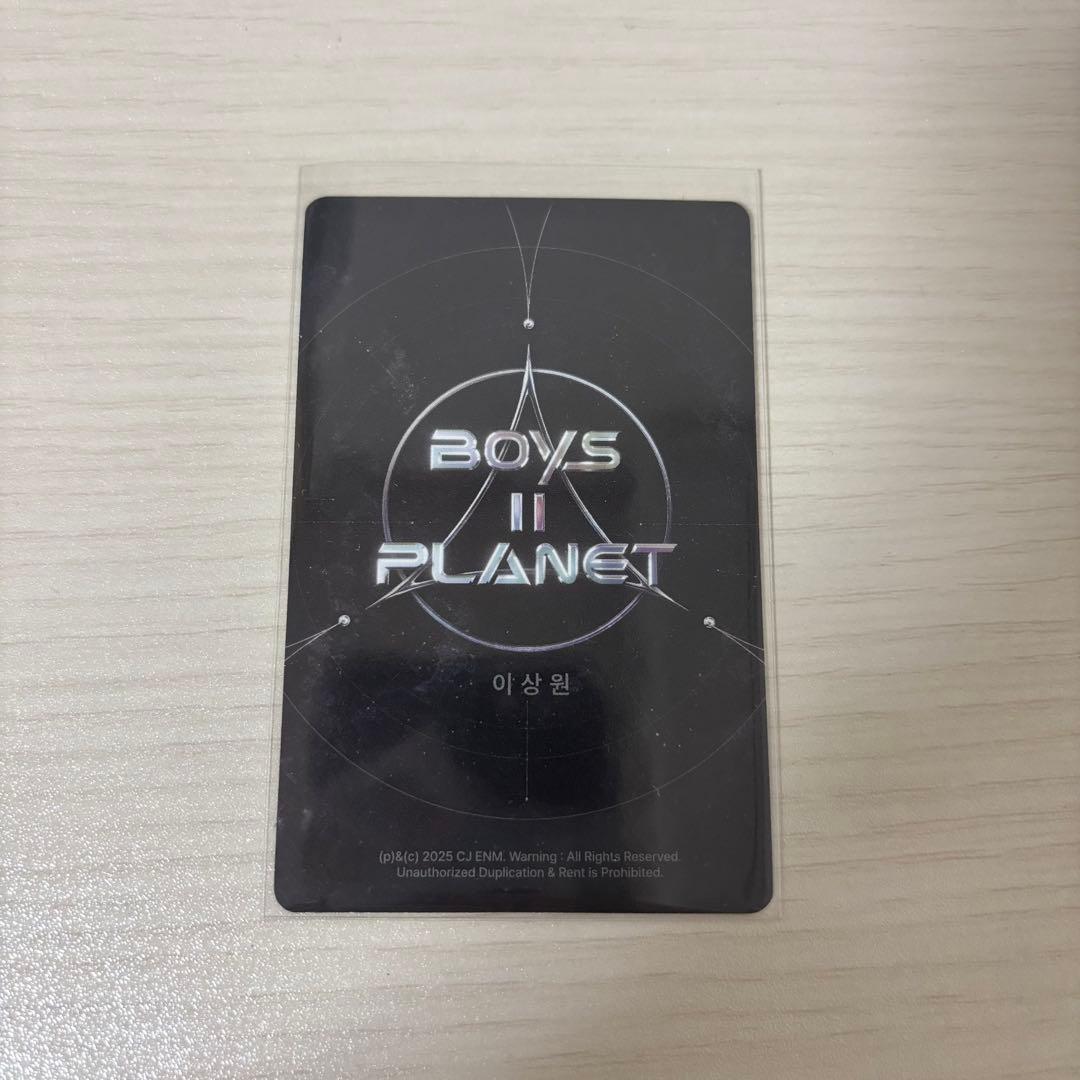 BOYS
II
PLANET
이상원
(p)&(c) 2025 CJ ENM. Warning : All Rights Reserved.
Unauthorized Duplication & Rent is Prohibited.